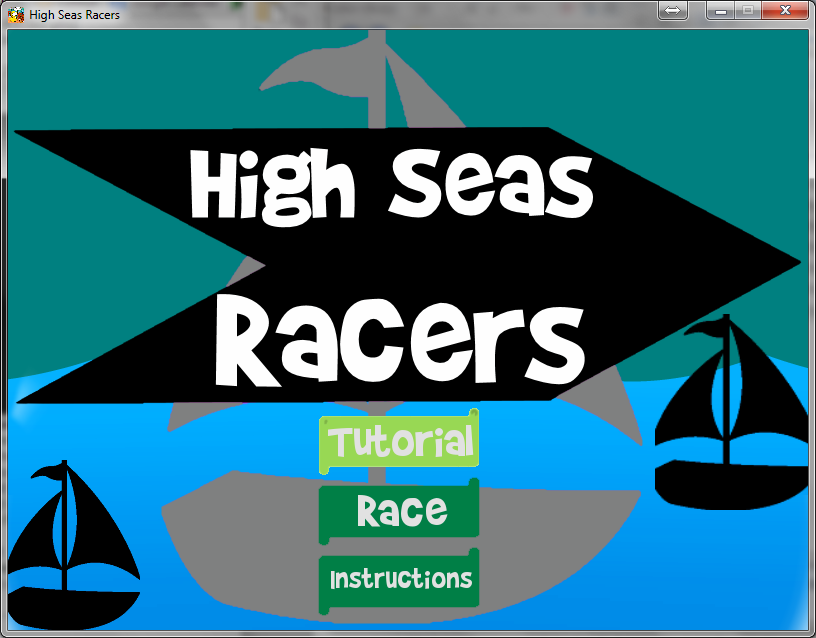 High Seas Racers
High Seas
Racers
Tutorial
Race
Instructions